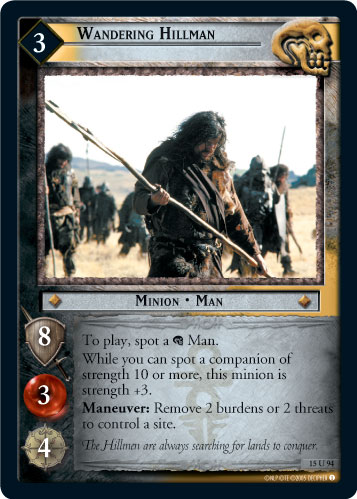 3 WANDERING HILLMAN
MINION • MAN
8
3
4
To play, spot a Man.
While you can spot a companion of
strength 10 or more, this minion is
strength +3.
Maneuver: Remove 2 burdens or 2 threats
to control a site.
The Hillmen are always searching for lands to conquer.
15 U 94